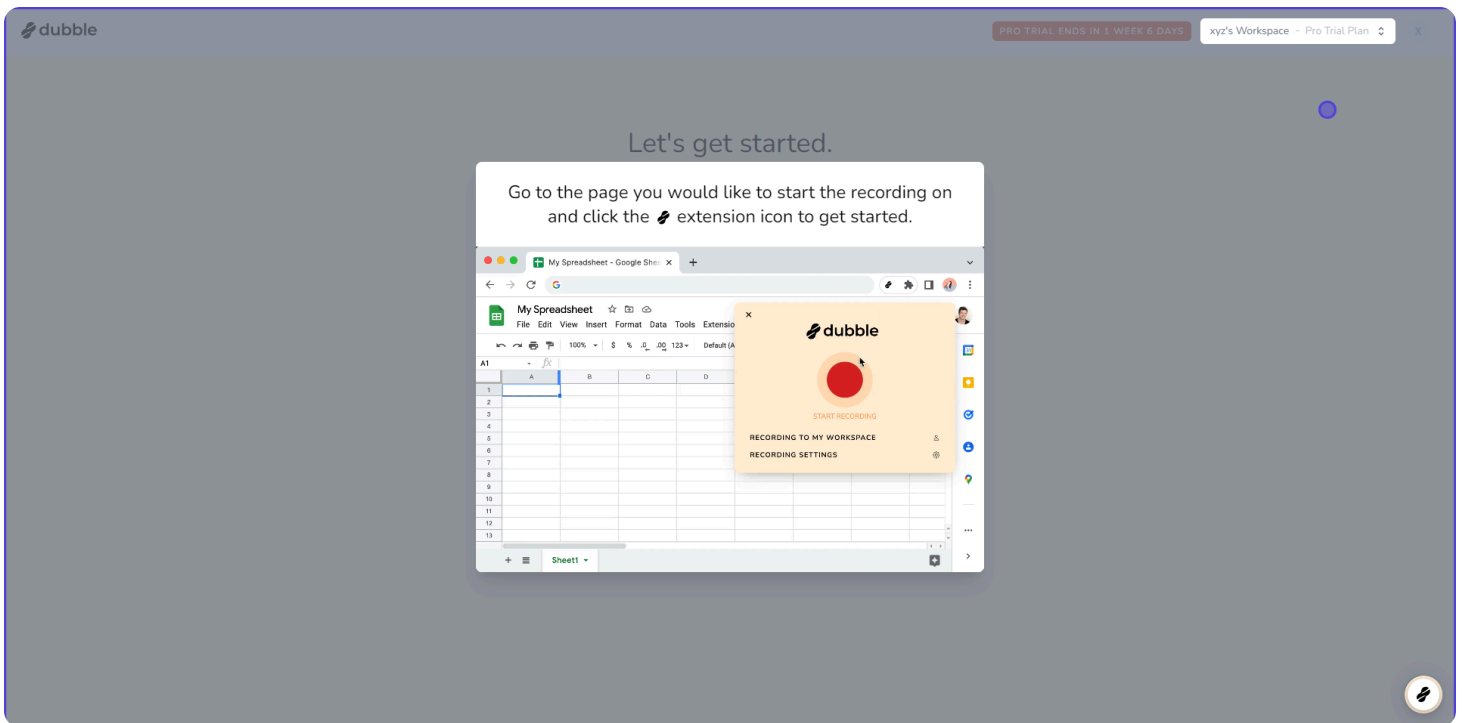 dubble
PRO TRIAL ENDS IN 1 WEEK 6 DAYS
xyz's Workspace - Pro Trial Plan
X
Let's get started.
Go to the page you would like to start the recording on
and click the extension icon to get started.
My Spreadsheet - Google Shee
My Spreadsheet
File Edit View Insert Format Data Tools Extensio
100% $ % .0 .00 123 Default (A
A1 fx
A B C D
1
2
3
4
5
6
7
8
9
10
11
12
13
dubble
START RECORDING
RECORDING TO MY WORKSPACE
RECORDING SETTINGS
Sheet1